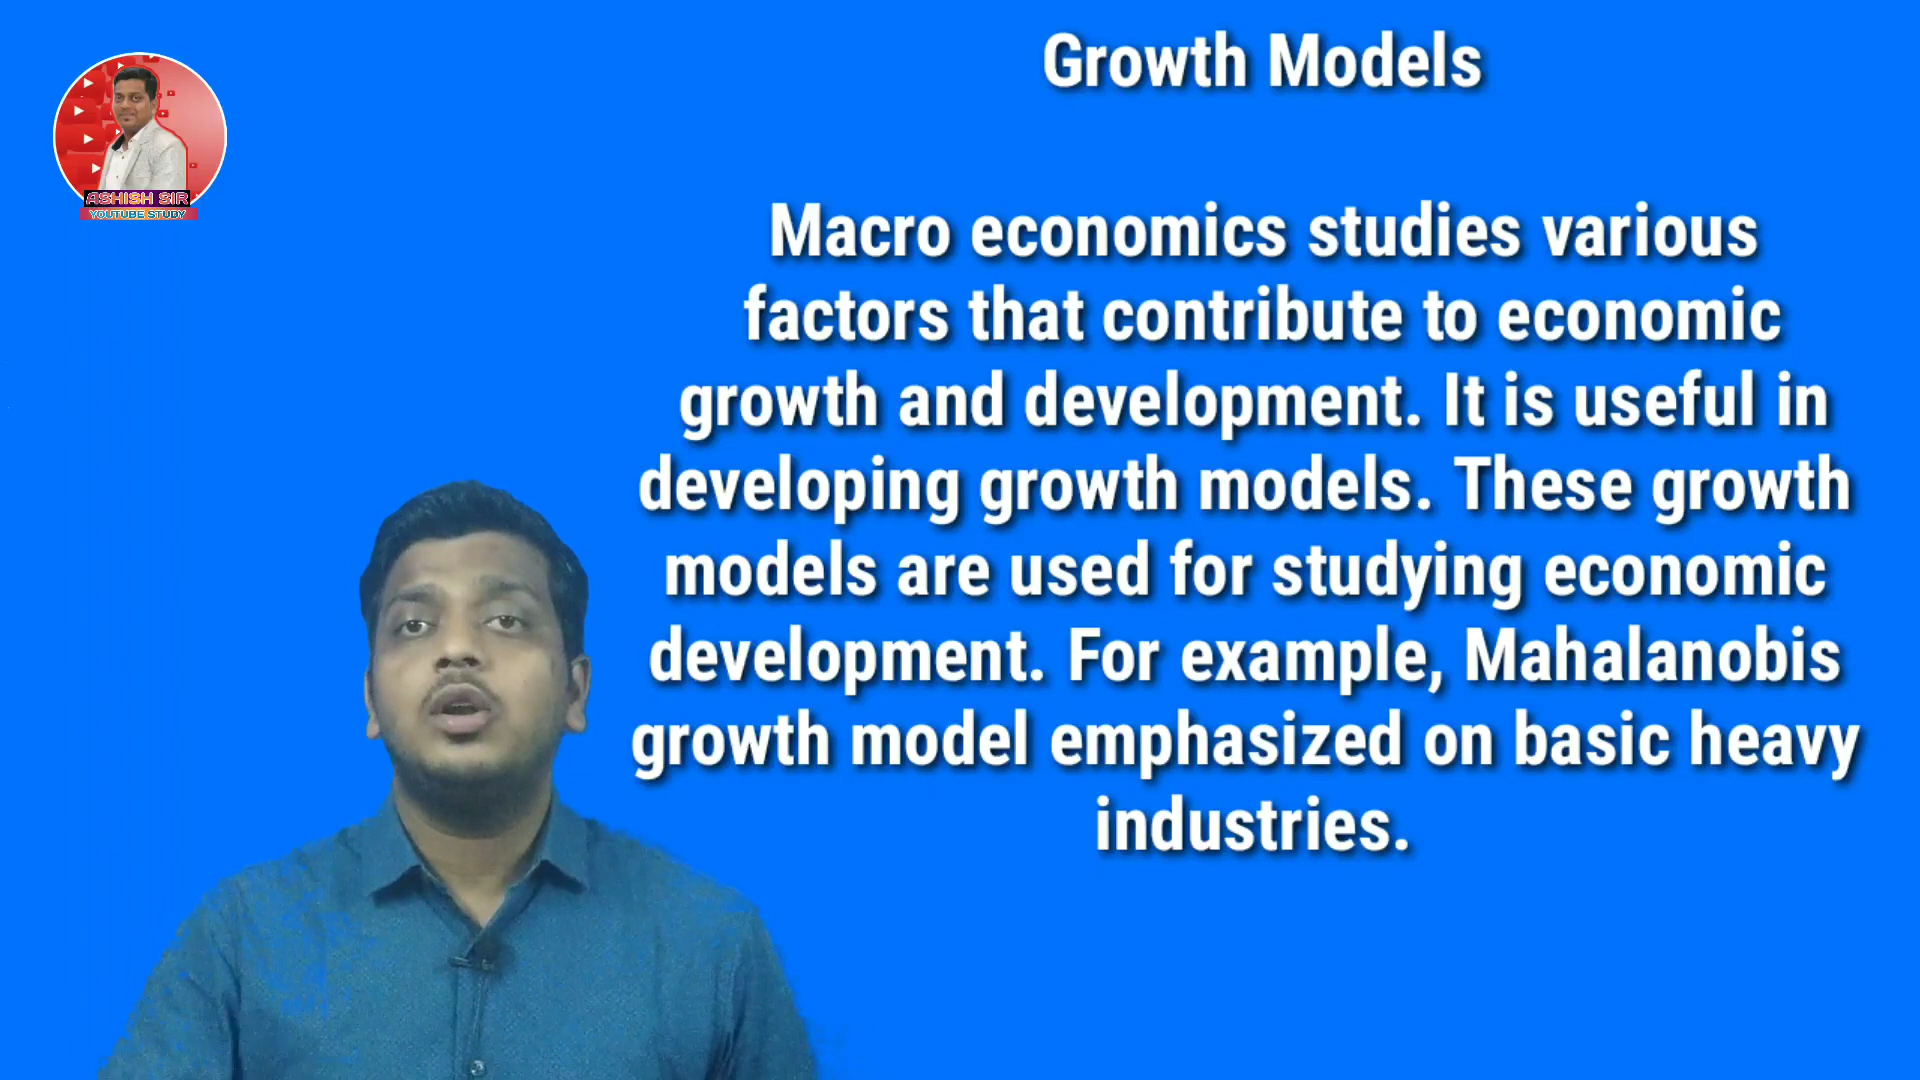 Growth Models
ASHISH SIR
YOUTUBE STUDY
Macro economics studies various
factors that contribute to economic
growth and development. It is useful in
developing growth models. These growth
models are used for studying economic
development. For example, Mahalanobis
growth model emphasized on basic heavy
industries.